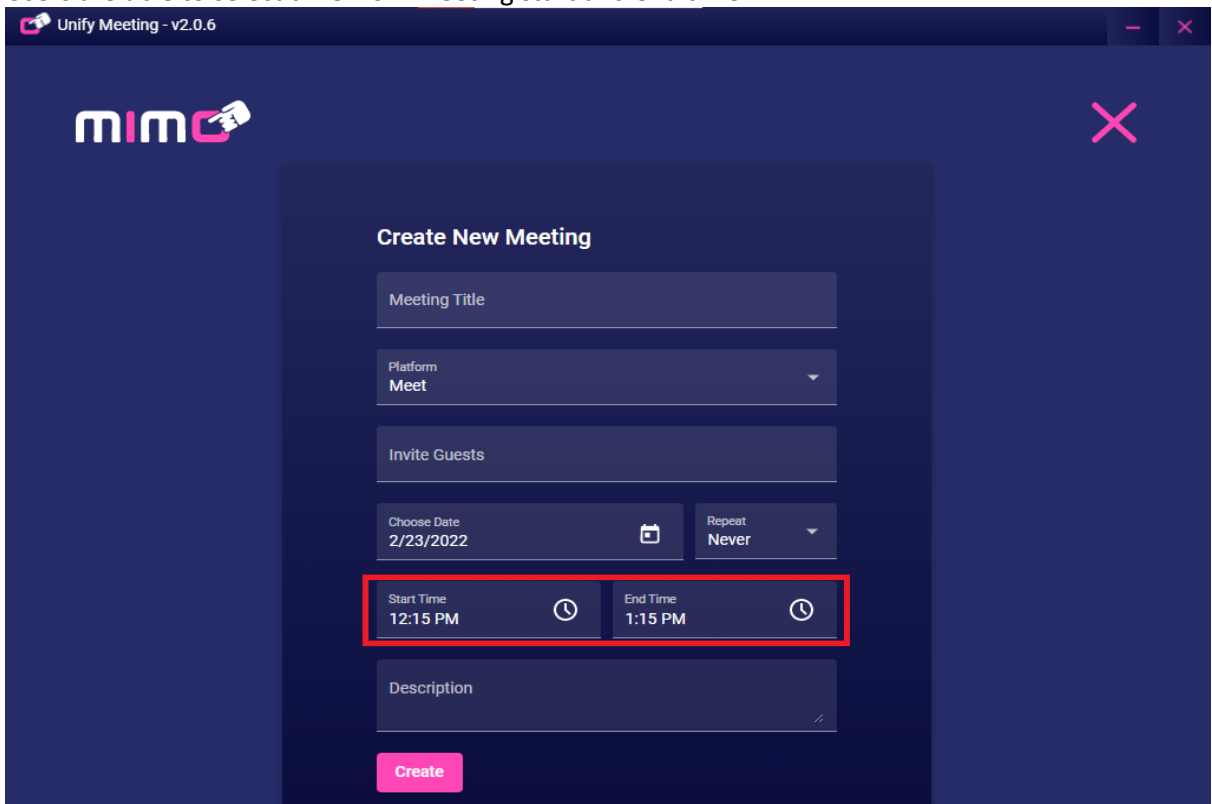 Unify Meeting - v2.0.6
mimo
Create New Meeting
Meeting Title
Platform
Meet
Invite Guests
Choose Date
2/23/2022
Repeat
Never
Start Time
12:15 PM
End Time
1:15 PM
Description
Create